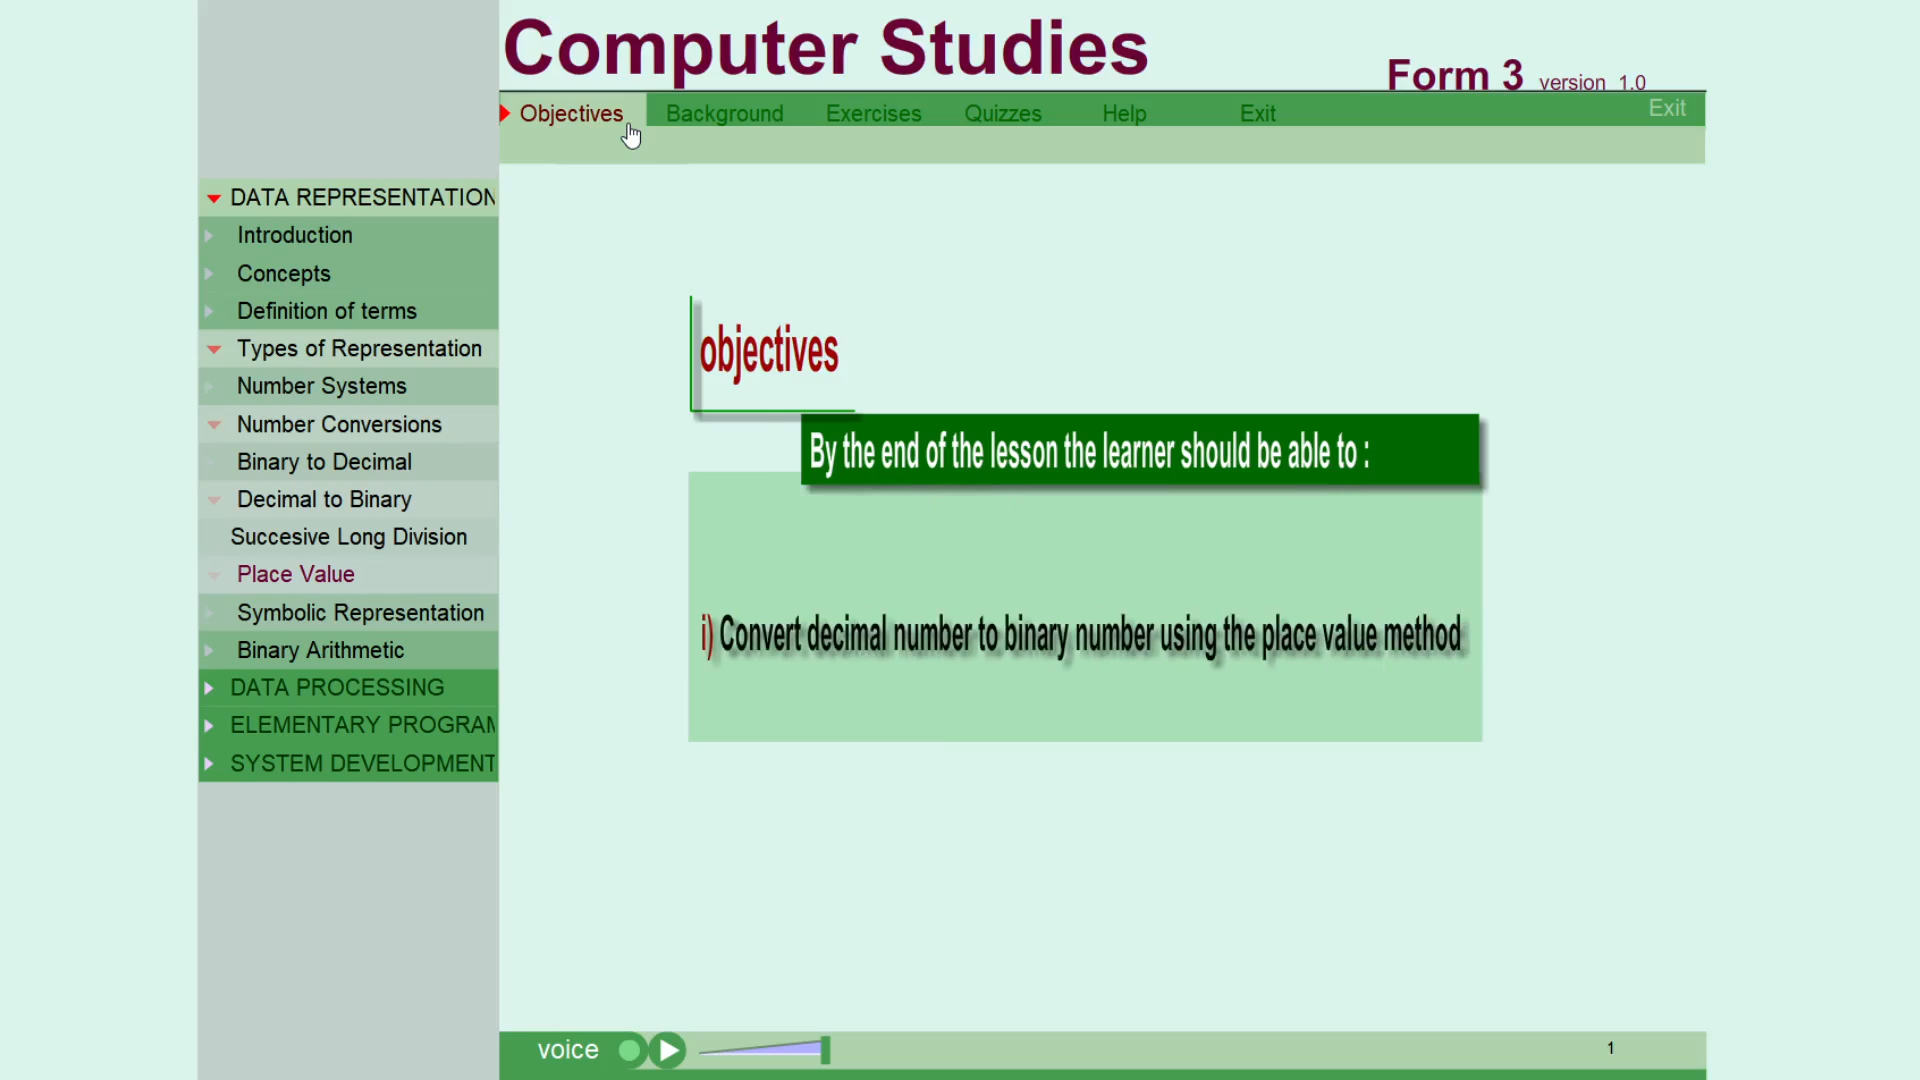 Computer Studies
Form 3 version 1.0
Objectives Background Exercises Quizzes Help Exit Exit
DATA REPRESENTATION
Introduction
Concepts
Definition of terms
Types of Representation
Number Systems
Number Conversions
Binary to Decimal
Decimal to Binary
Succesive Long Division
Place Value
Symbolic Representation
Binary Arithmetic
DATA PROCESSING
ELEMENTARY PROGRAM
SYSTEM DEVELOPMENT
objectives
By the end of the lesson the learner should be able to :
i) Convert decimal number to binary number using the place value method
voice
1